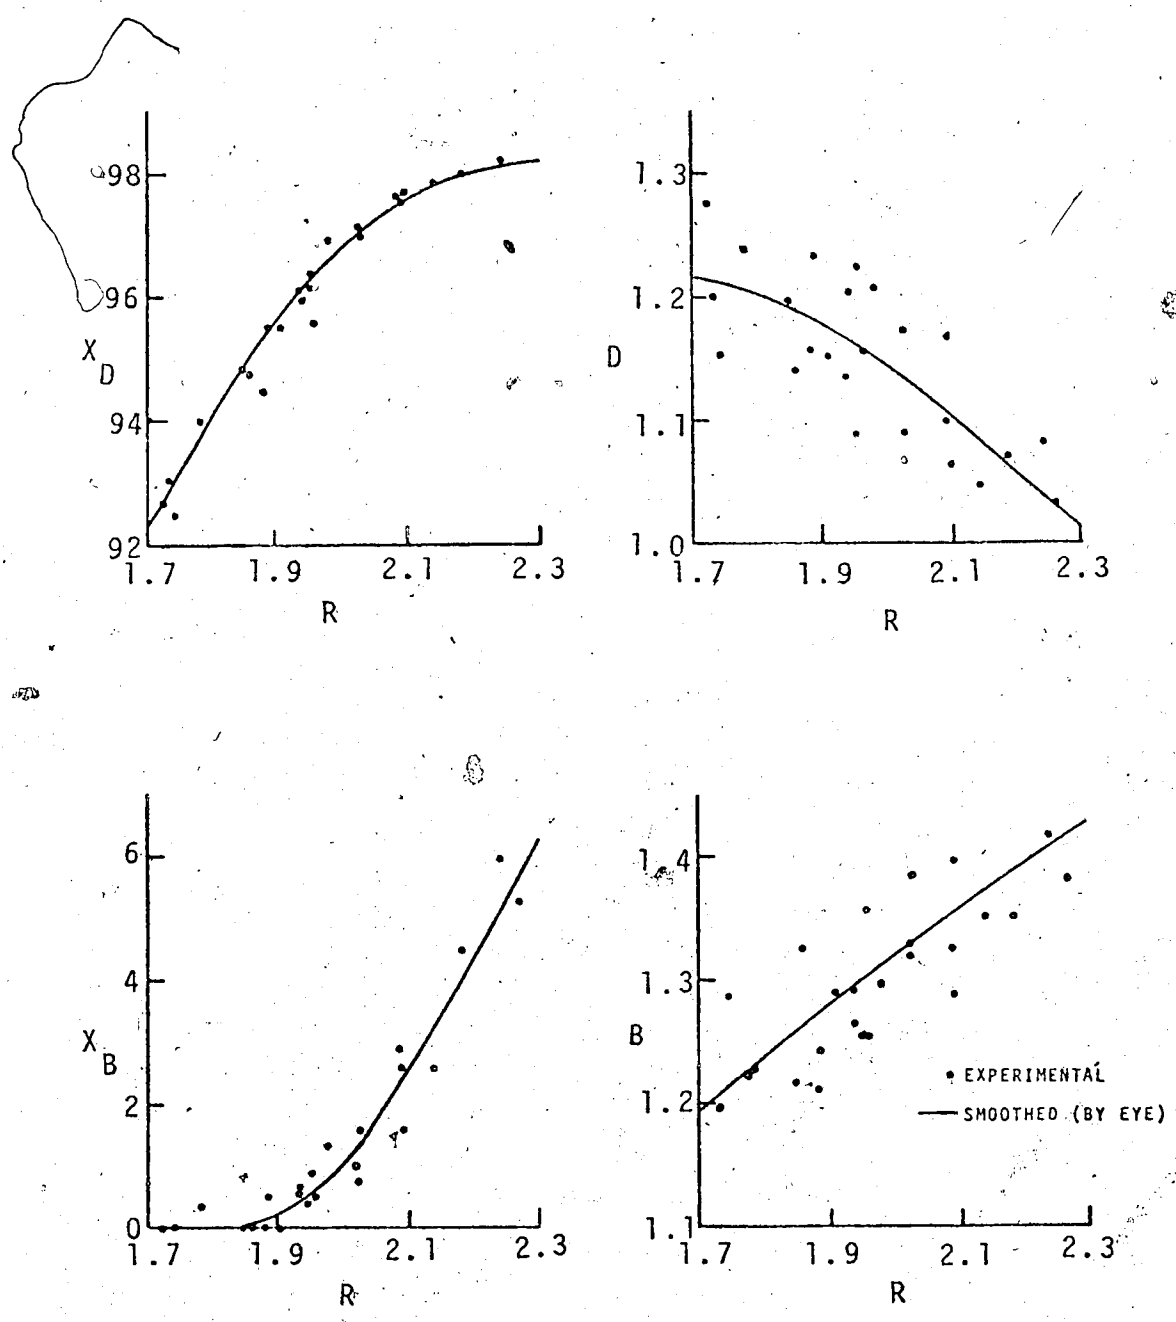 98
96
94
92
X D
1.7 1.9 2.1 2.3
R
1.3
1.2
1.1
1.0
D
1.7 1.9 2.1 2.3
R
6
4
2
0
X B
1.7 1.9 2.1 2.3
R
1.4
1.3
1.2
1.1
B
• EXPERIMENTAL
— SMOOTHED (BY EYE)
1.7 1.9 2.1 2.3
R